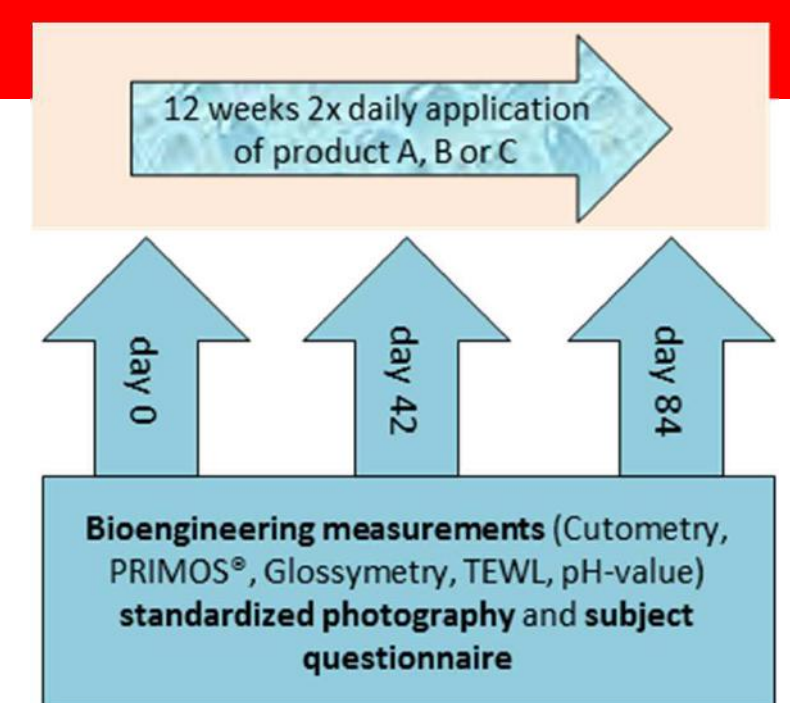 12 weeks 2x daily application
of product A, B or C
day 0
day 42
day 84
Bioengineering measurements (Cutometry,
PRIMOS®, Glossymetry, TEWL, pH-value)
standardized photography and subject
questionnaire